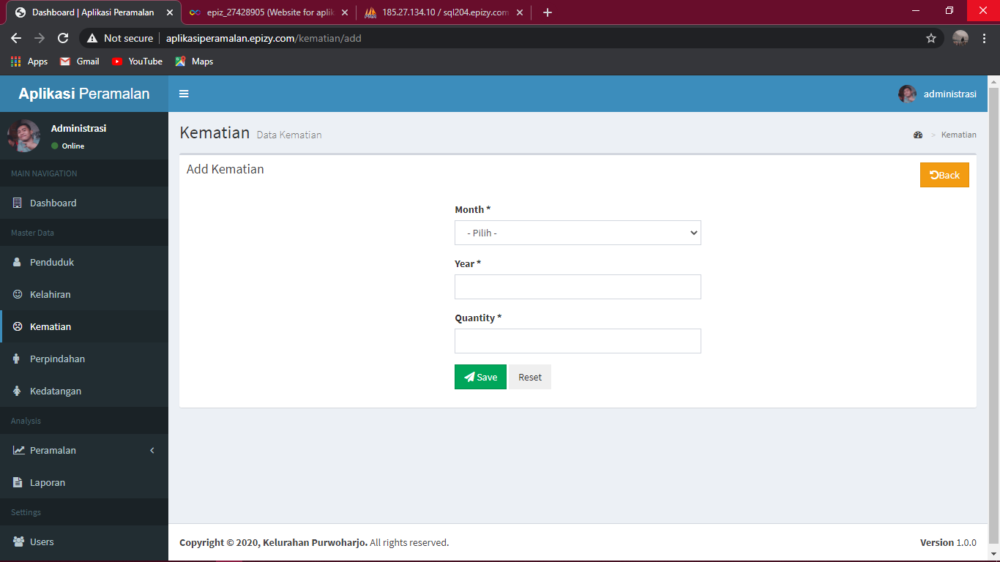 Dashboard | Aplikasi Peramalan
epiz_27428905 (Website for aplik
185.27.134.10 / sql204.epizy.com
Not secure
aplikasiperamalan.epizy.com/kematian/add
Apps
Gmail
YouTube
Maps
Aplikasi Peramalan
administrasi
Administrasi
Online
MAIN NAVIGATION
Dashboard
Master Data
Penduduk
Kelahiran
Kematian
Perpindahan
Kedatangan
Analysis
Peramalan
Laporan
Settings
Users
Kematian Data Kematian
> Kematian
Add Kematian
Back
Month *
- Pilih -
Year *
Quantity *
Save
Reset
Copyright © 2020, Kelurahan Purwoharjo. All rights reserved.
Version 1.0.0